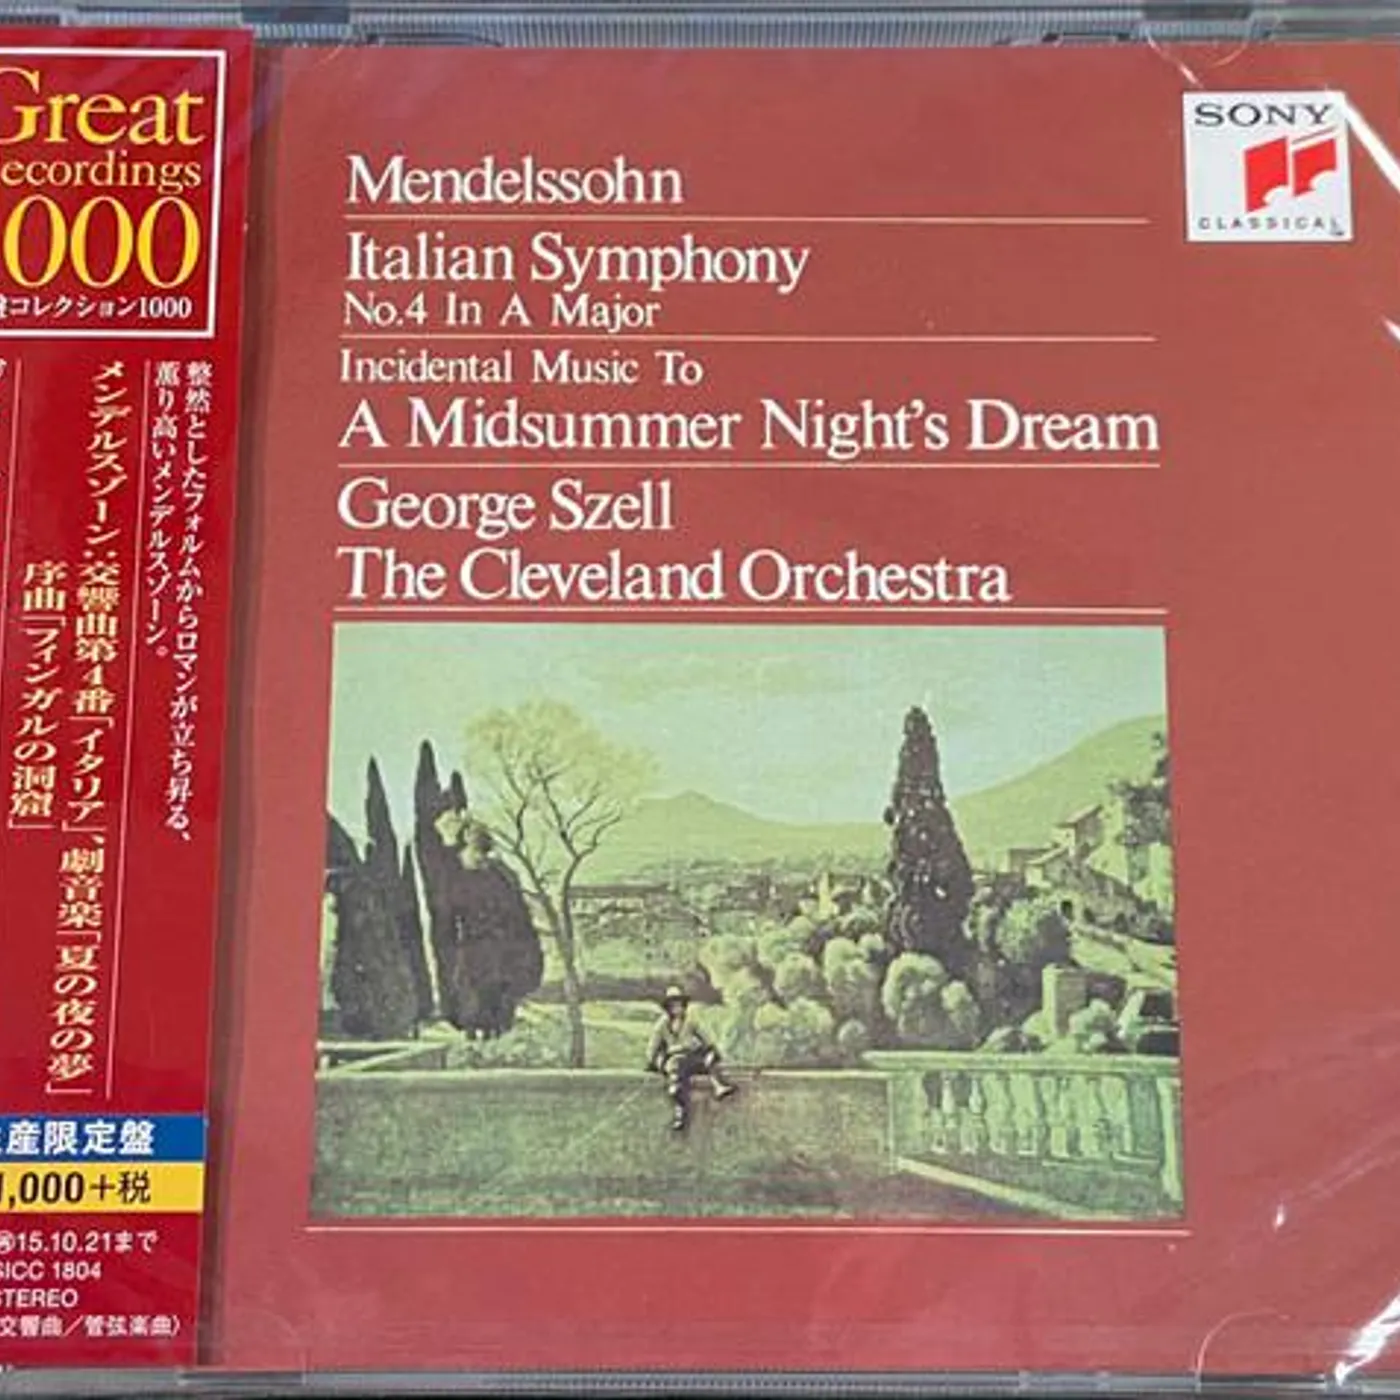 Great
Recordings
1000
盤コレクション1000
整然としたフォルムからロマンが立ち昇る、
薫り高いメンデルスゾーン。
メンデルスゾーン:交響曲第4番「イタリア」、劇音楽「夏の夜の夢」
序曲「フィンガルの洞窟」
産限定盤
1,000+税
15.10.21まで
SICC 1804
STEREO
交響曲/管弦楽曲〉
Mendelssohn
Italian Symphony
No.4 In A Major
Incidental Music To
A Midsummer Night's Dream
George Szell
The Cleveland Orchestra
SONY
CLASSICAL